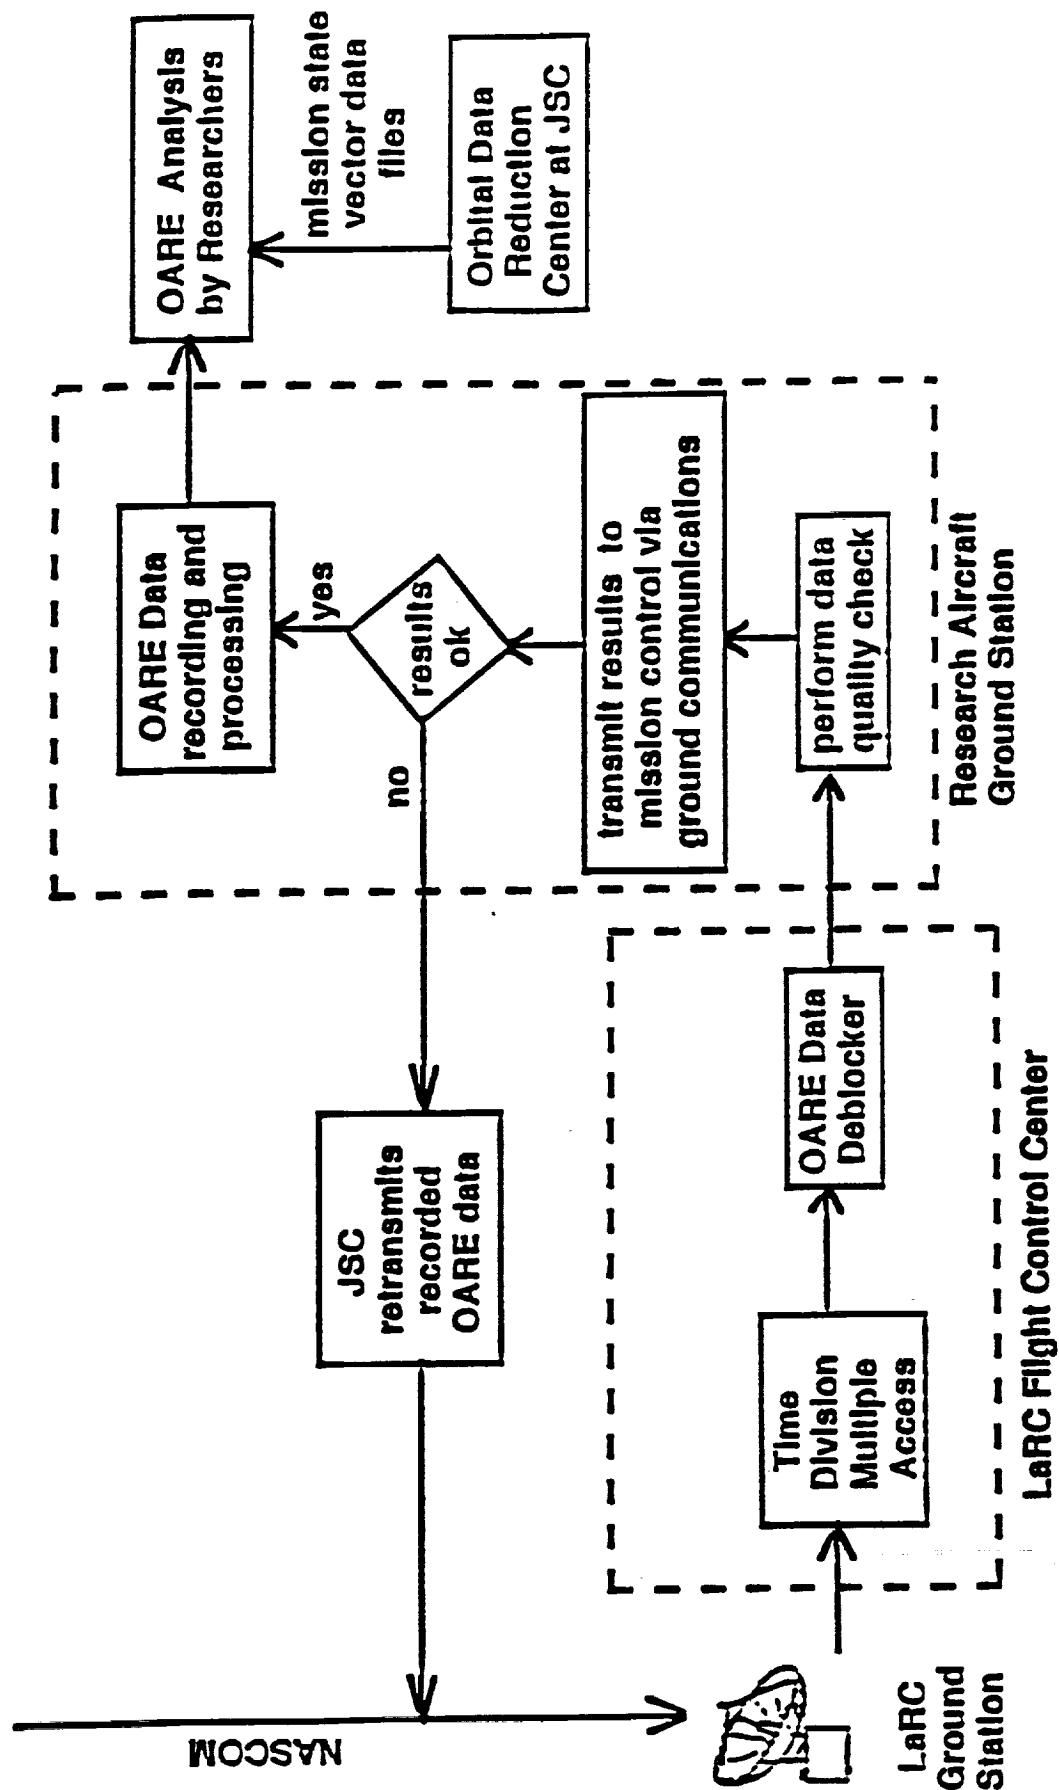 NASCOM
LaRC
Ground
Station
Time
Division
Multiple
Access
OARE Data
Deblocker
LaRC Flight Control Center
perform data
quality check
transmit results to
mission control via
ground communications
results
ok
yes
no
OARE Data
recording and
processing
Research Aircraft
Ground Station
JSC
retransmits
recorded
OARE data
OARE Analysis
by Researchers
mission state
vector data
files
Orbital Data
Reduction
Center at JSC